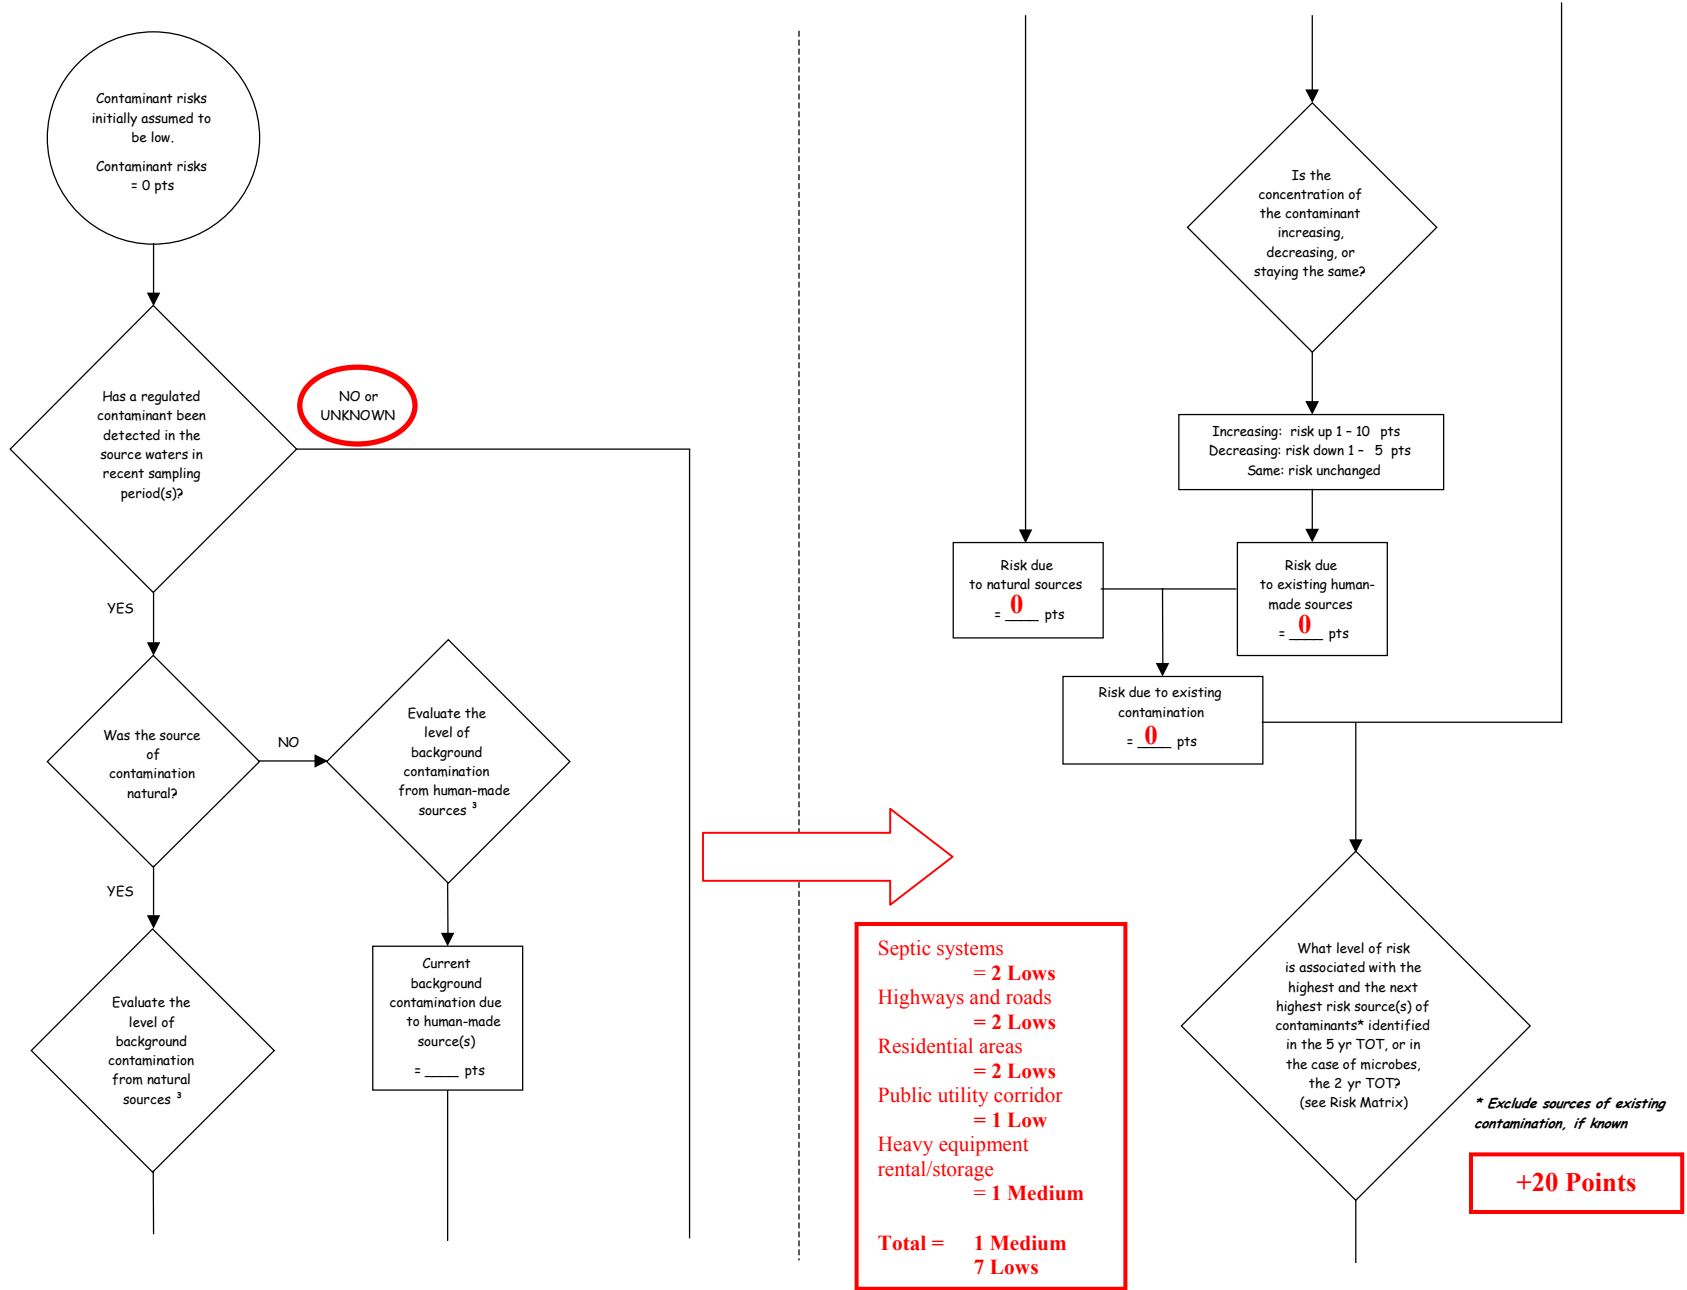 Contaminant risks
initially assumed to
be low.
Contaminant risks
= 0 pts
Has a regulated
contaminant been
detected in the
source waters in
recent sampling
period(s)?
NO or
UNKNOWN
YES
Was the source
of
contamination
natural?
NO
Evaluate the
level of
background
contamination
from human-made
sources ³
YES
Evaluate the
level of
background
contamination
from natural
sources ³
Current
background
contamination due
to human-made
source(s)
= ____ pts
Is the
concentration of
the contaminant
increasing,
decreasing, or
staying the same?
Increasing: risk up 1 – 10 pts
Decreasing: risk down 1 – 5 pts
Same: risk unchanged
Risk due
to natural sources
= 0 pts
Risk due
to existing human-
made sources
= 0 pts
Risk due to existing
contamination
= 0 pts
Septic systems
= 2 Lows
Highways and roads
= 2 Lows
Residential areas
= 2 Lows
Public utility corridor
= 1 Low
Heavy equipment
rental/storage
= 1 Medium
Total = 1 Medium
7 Lows
What level of risk
is associated with the
highest and the next
highest risk source(s) of
contaminants* identified
in the 5 yr TOT, or in
the case of microbes,
the 2 yr TOT?
(see Risk Matrix)
* Exclude sources of existing
contamination, if known
+20 Points